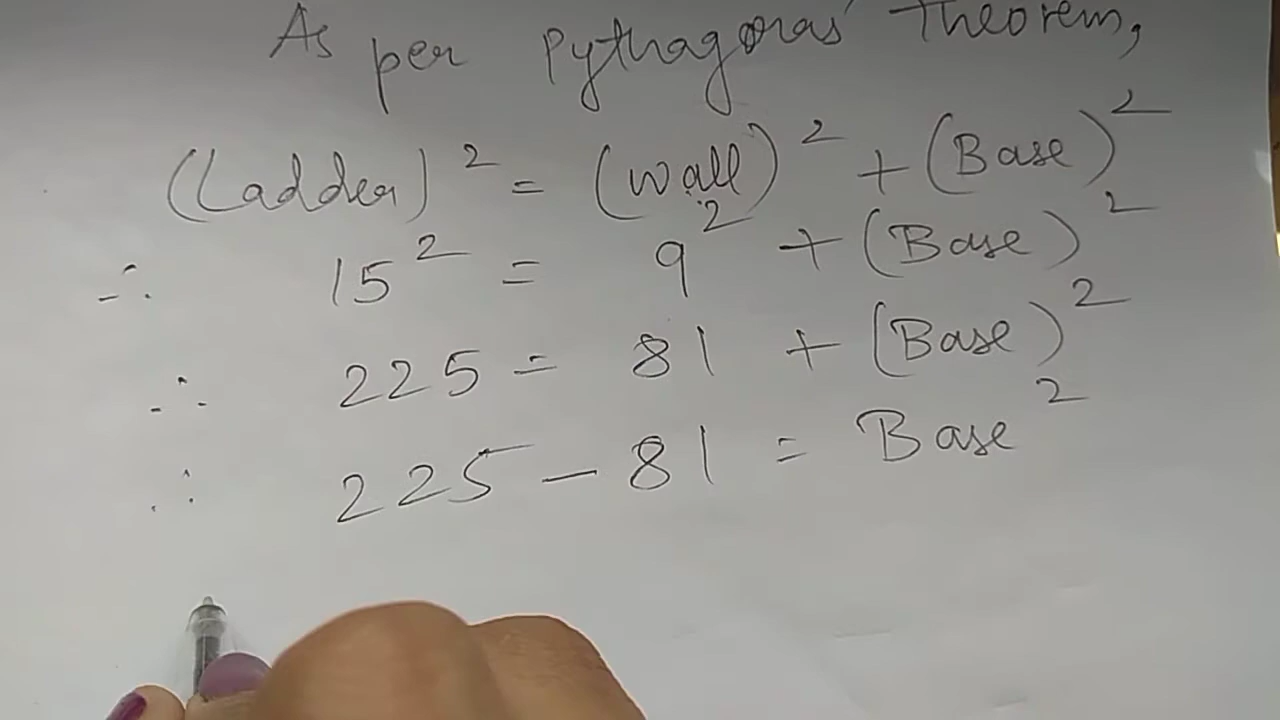 As per Pythagoras' Theorem,
(Ladder)² = (Wall)² + (Base)²
∴ 15² = 9² + (Base)²
∴ 225 = 81 + (Base)²
∴ 225 - 81 = Base²